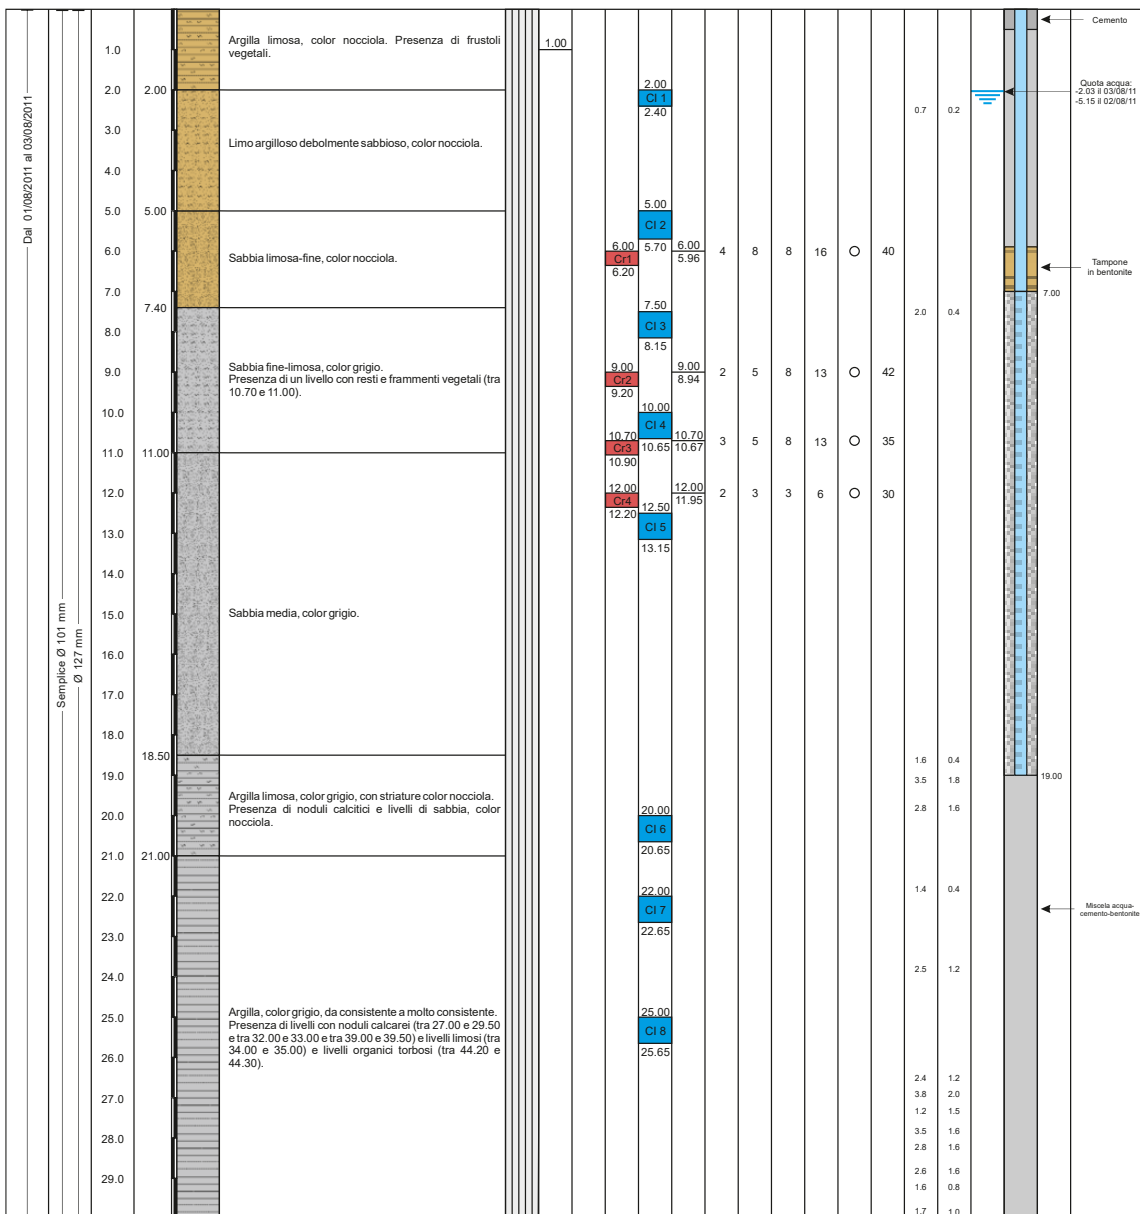 Cemento
Argilla limosa, color nocciola. Presenza di frustoli
vegetali.
1.00
1.0
Quota acqua:
-2.03 il 03/08/11
-5.15 il 02/08/11
2.0
2.00
2.00
CI 1
2.40
0.7
0.2
3.0
Limo argilloso debolmente sabbioso, color nocciola.
4.0
Dal 01/08/2011 al 03/08/2011
5.0
5.00
5.00
CI 2
5.70
6.0
Sabbia limosa-fine, color nocciola.
6.00
Cr1
6.20
6.00
5.96
4
8
8
16
O
40
Tampone
in bentonite
7.0
7.00
7.40
7.50
CI 3
8.15
2.0
0.4
8.0
Sabbia fine-limosa, color grigio.
Presenza di un livello con resti e frammenti vegetali (tra
10.70 e 11.00).
9.0
9.00
Cr2
9.20
9.00
8.94
2
5
8
13
O
42
10.0
10.00
CI 4
10.65
10.70
Cr3
10.90
10.70
10.67
3
5
8
13
O
35
11.0
11.00
12.0
12.00
Cr4
12.20
12.00
11.95
2
3
3
6
O
30
12.50
CI 5
13.15
13.0
14.0
15.0
Sabbia media, color grigio.
Semplice Ø 101 mm
Ø 127 mm
16.0
17.0
18.0
18.50
1.6
0.4
19.0
3.5
1.8
19.00
Argilla limosa, color grigio, con striature color nocciola.
Presenza di noduli calcitici e livelli di sabbia, color
nocciola.
2.8
1.6
20.0
20.00
CI 6
20.65
21.0
21.00
22.0
22.00
CI 7
22.65
1.4
0.4
Miscela acqua-
cemento-bentonite
23.0
24.0
2.5
1.2
25.0
Argilla, color grigio, da consistente a molto consistente.
Presenza di livelli con noduli calcarei (tra 27.00 e 29.50
e tra 32.00 e 33.00 e tra 39.00 e 39.50) e livelli limosi (tra
34.00 e 35.00) e livelli organici torbosi (tra 44.20 e
44.30).
25.00
CI 8
25.65
26.0
2.4
1.2
27.0
3.8
2.0
1.2
1.5
28.0
3.5
1.6
2.8
1.6
29.0
2.6
1.6
1.6
0.8
1.7
1.0